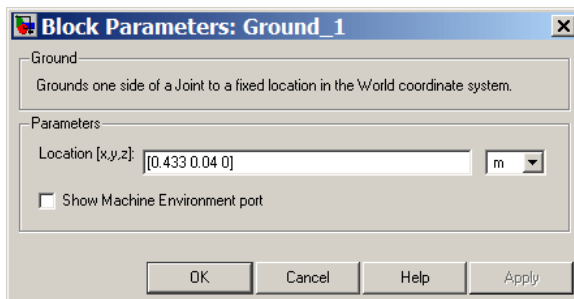 Block Parameters: Ground_1
Ground
Grounds one side of a Joint to a fixed location in the World coordinate system.
Parameters
Location [x,y,z]: [0.433 0.04 0] m
Show Machine Environment port
OK Cancel Help Apply